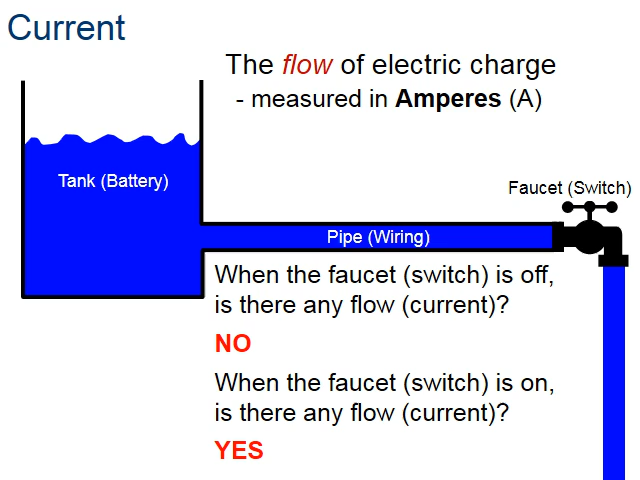 Current
The flow of electric charge
- measured in Amperes (A)
Tank (Battery)
Faucet (Switch)
Pipe (Wiring)
When the faucet (switch) is off,
is there any flow (current)?
NO
When the faucet (switch) is on,
is there any flow (current)?
YES